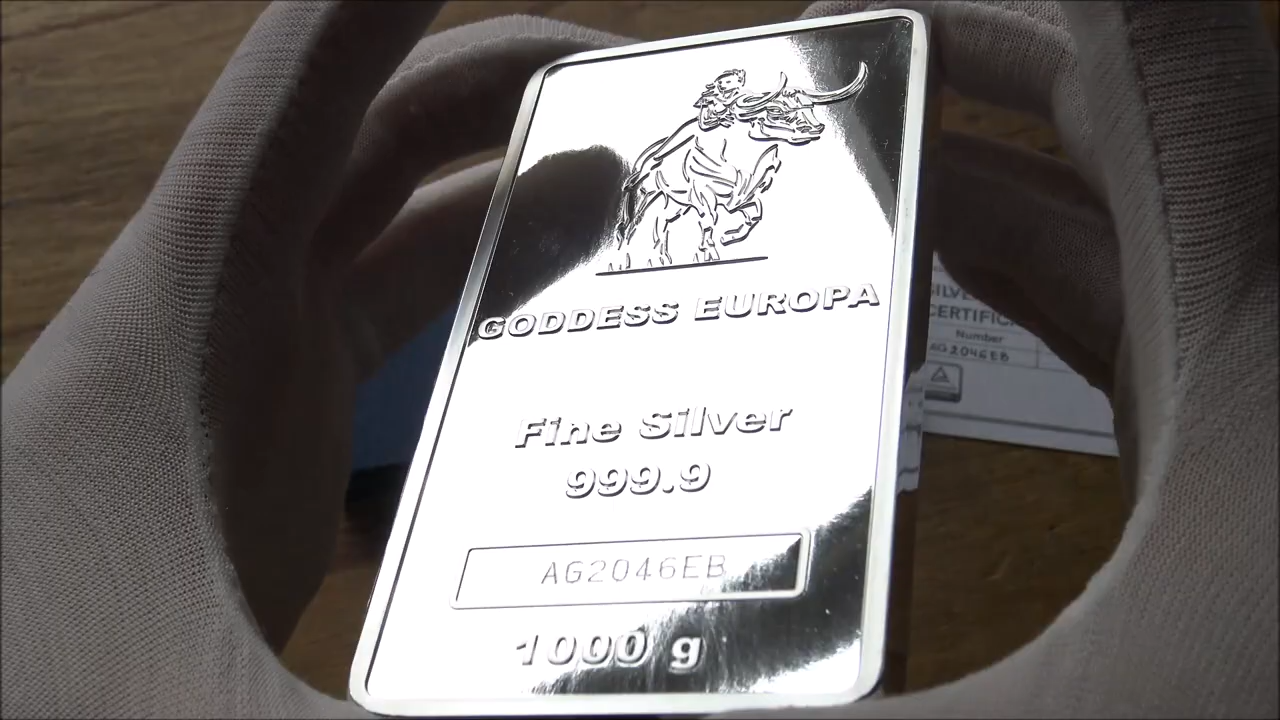 GODDESS EUROPA
Fine Silver
999.9
AG2046EB
1000 g
Number
AG2046EB